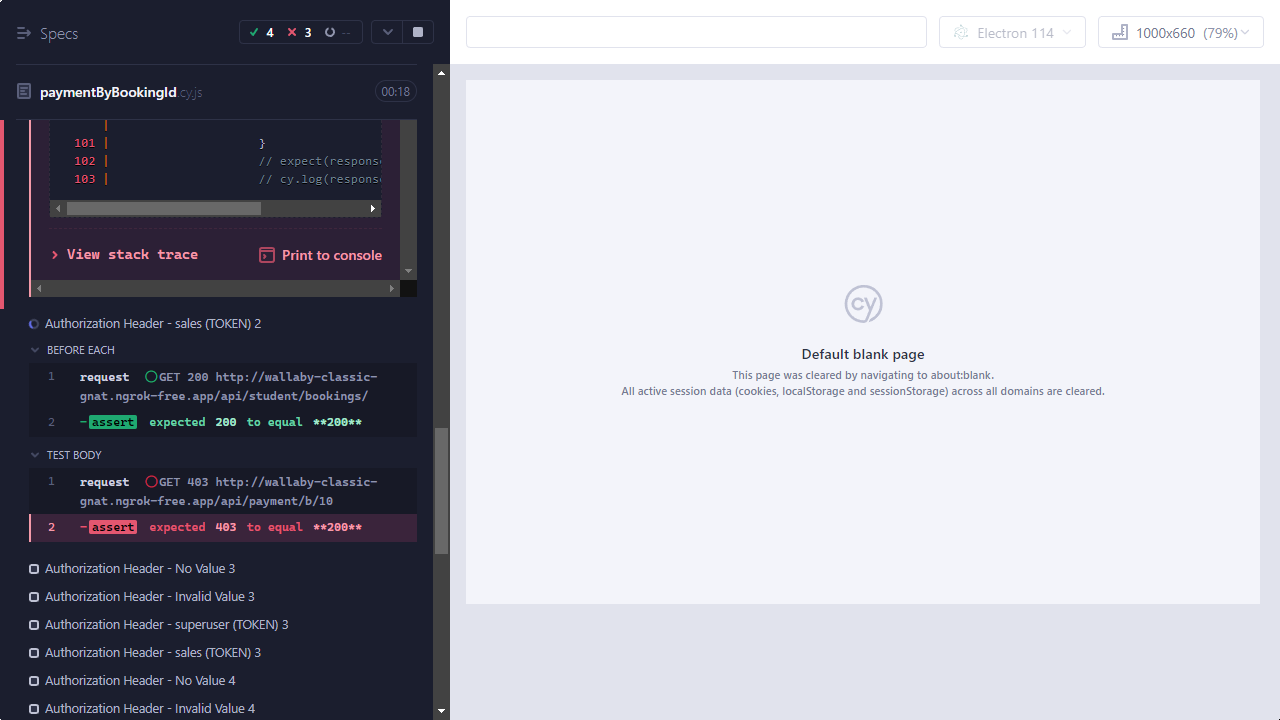 Specs
4
3
--
Electron 114
1000x660 (79%)
paymentByBookingId.cy.js
00:18
|
101 | }
102 | // expect(response
103 | // cy.log(response
View stack trace
Print to console
Authorization Header - sales (TOKEN) 2
BEFORE EACH
1 request GET 200 http://wallaby-classic-
gnat.ngrok-free.app/api/student/bookings/
2 -assert expected 200 to equal **200**
TEST BODY
1 request GET 403 http://wallaby-classic-
gnat.ngrok-free.app/api/payment/b/10
2 -assert expected 403 to equal **200**
Authorization Header - No Value 3
Authorization Header - Invalid Value 3
Authorization Header - superuser (TOKEN) 3
Authorization Header - sales (TOKEN) 3
Authorization Header - No Value 4
Authorization Header - Invalid Value 4
cy
Default blank page
This page was cleared by navigating to about:blank.
All active session data (cookies, localStorage and sessionStorage) across all domains are cleared.